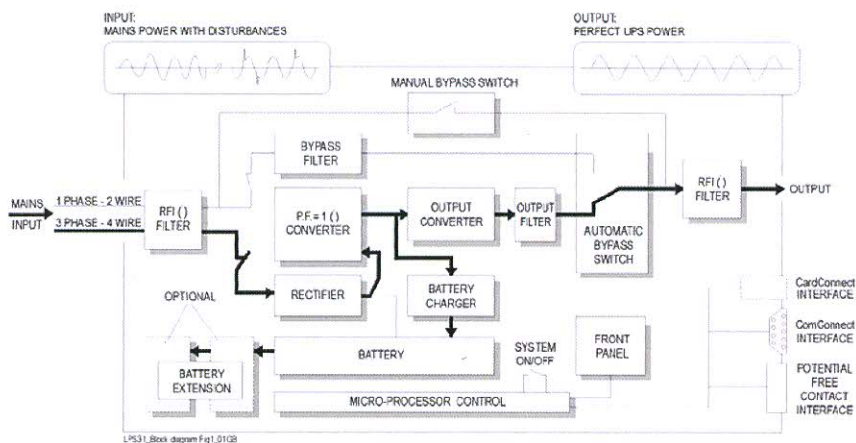 INPUT:
MAINS POWER WITH DISTURBANCES
OUTPUT:
PERFECT UPS POWER
MANUAL BYPASS SWITCH
BYPASS
FILTER
MAINS
INPUT
1 PHASE - 2 WIRE
3 PHASE - 4 WIRE
RFI ( )
FILTER
P.F. = 1 ( )
CONVERTER
OUTPUT
CONVERTER
OUTPUT
FILTER
AUTOMATIC
BYPASS
SWITCH
RFI ( )
FILTER
OUTPUT
RECTIFIER
BATTERY
CHARGER
OPTIONAL
BATTERY
EXTENSION
BATTERY
SYSTEM
ON/OFF
FRONT
PANEL
MICRO-PROCESSOR CONTROL
CardConnect
INTERFACE
ComConnect
INTERFACE
POTENTIAL
FREE
CONTACT
INTERFACE
LPS31_Block diagram Fig1_01GB